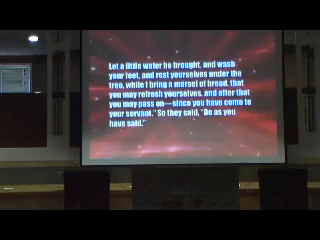 Let a little water be brought, and wash
your feet, and rest yourselves under the
tree, while I bring a morsel of bread, that
you may refresh yourselves, and after that
you may pass on—since you have come to
your servant." So they said, "Do as you
have said."